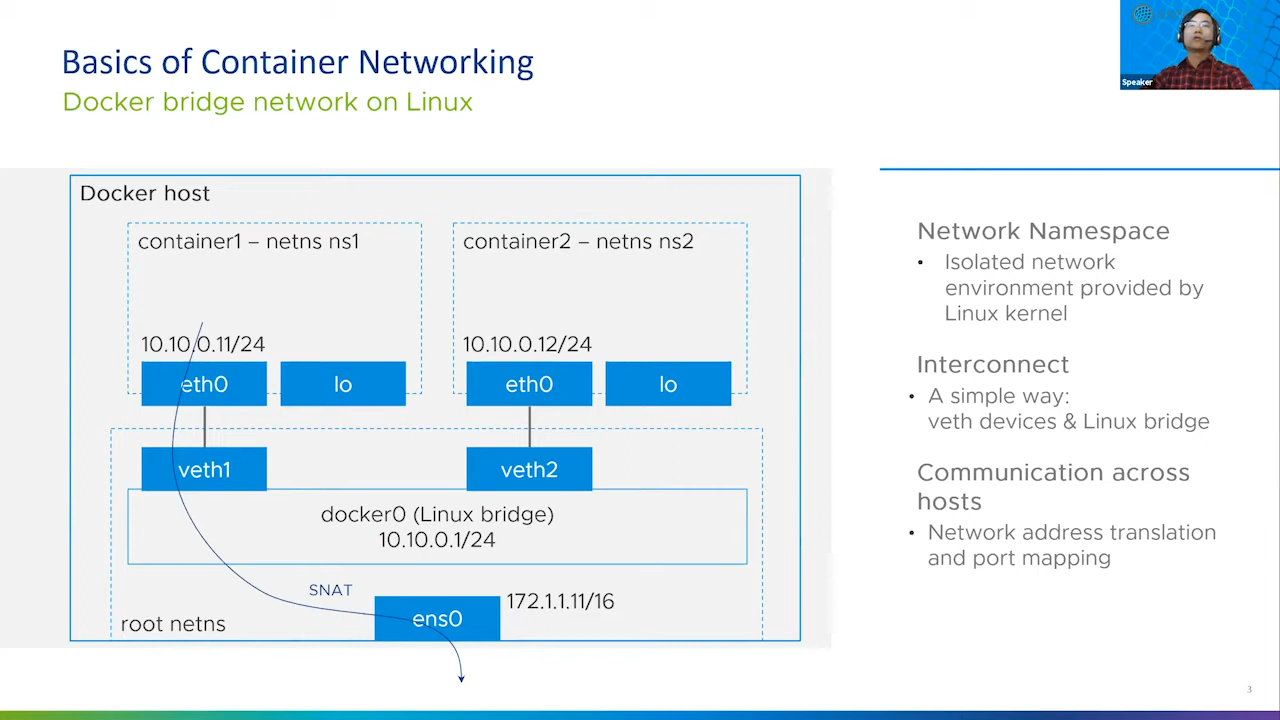 Basics of Container Networking
Docker bridge network on Linux
Speaker
Docker host
container1 – netns ns1
container2 – netns ns2
10.10.0.11/24
10.10.0.12/24
eth0
lo
eth0
lo
veth1
veth2
docker0 (Linux bridge)
10.10.0.1/24
SNAT
172.1.1.11/16
ens0
root netns
Network Namespace
• Isolated network
environment provided by
Linux kernel
Interconnect
• A simple way:
veth devices & Linux bridge
Communication across
hosts
• Network address translation
and port mapping
3